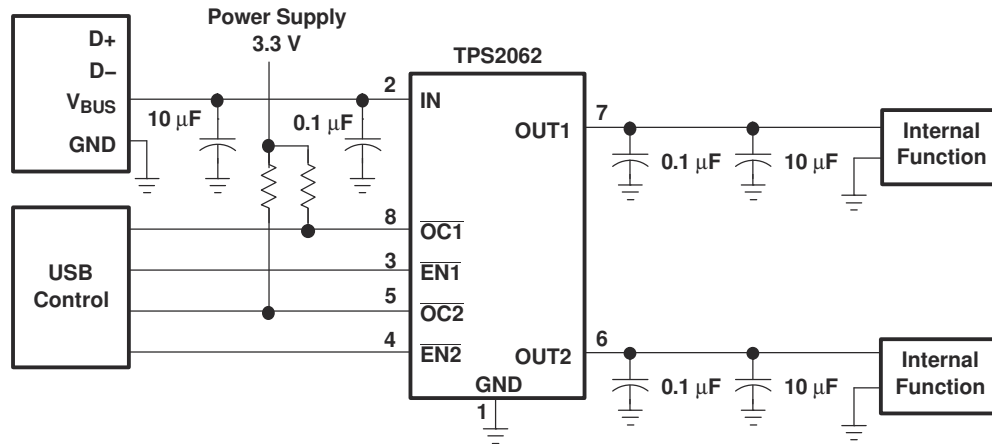 Power Supply
3.3 V
TPS2062
D+
D−
V_BUS
GND
10 μF
0.1 μF
2
IN
8
OC1
3
EN1
5
OC2
4
EN2
USB
Control
GND
1
OUT1
7
0.1 μF
10 μF
Internal
Function
OUT2
6
0.1 μF
10 μF
Internal
Function